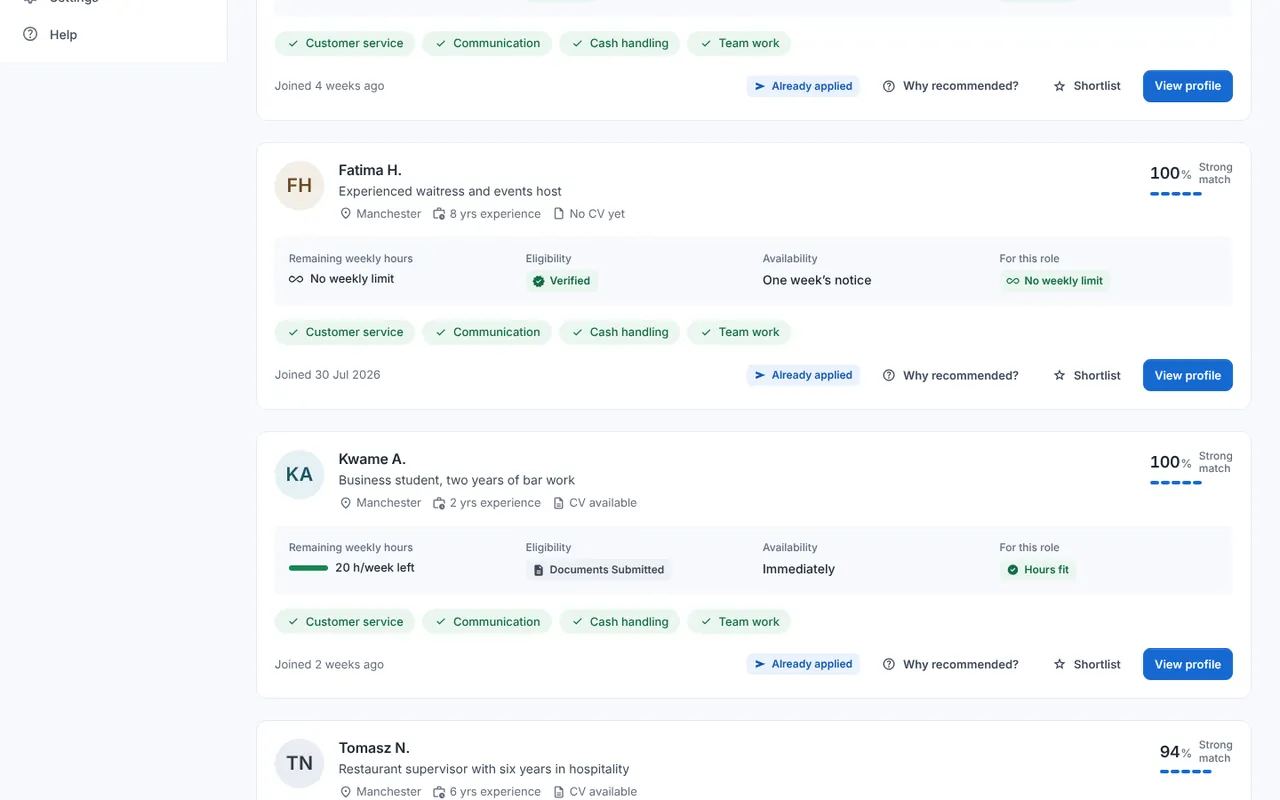 Settings
Help
Customer service
Communication
Cash handling
Team work
Joined 4 weeks ago
Already applied
Why recommended?
Shortlist
View profile
FH
Fatima H.
Experienced waitress and events host
Manchester
8 yrs experience
No CV yet
100%
Strong
match
Remaining weekly hours
Eligibility
Availability
For this role
No weekly limit
Verified
One week’s notice
No weekly limit
Customer service
Communication
Cash handling
Team work
Joined 30 Jul 2026
Already applied
Why recommended?
Shortlist
View profile
KA
Kwame A.
Business student, two years of bar work
Manchester
2 yrs experience
CV available
100%
Strong
match
Remaining weekly hours
Eligibility
Availability
For this role
20 h/week left
Documents Submitted
Immediately
Hours fit
Customer service
Communication
Cash handling
Team work
Joined 2 weeks ago
Already applied
Why recommended?
Shortlist
View profile
TN
Tomasz N.
Restaurant supervisor with six years in hospitality
Manchester
6 yrs experience
CV available
94%
Strong
match